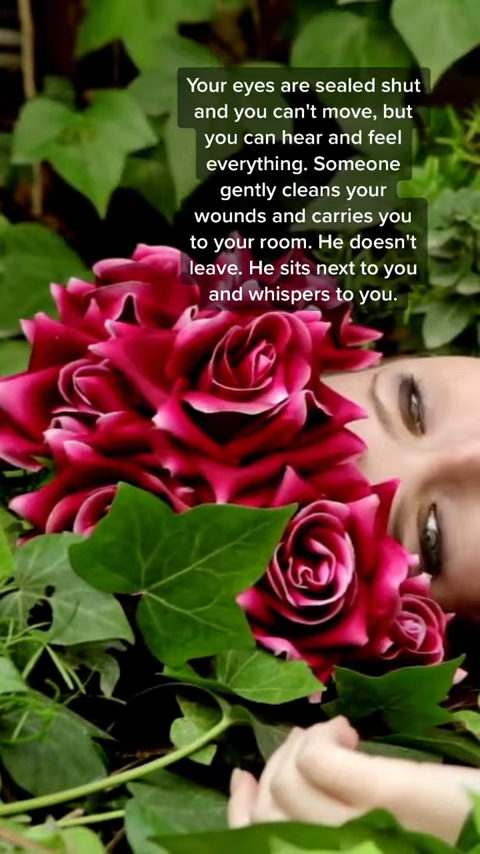 Your eyes are sealed shut
and you can't move, but
you can hear and feel
everything. Someone
gently cleans your
wounds and carries you
to your room. He doesn't
leave. He sits next to you
and whispers to you.